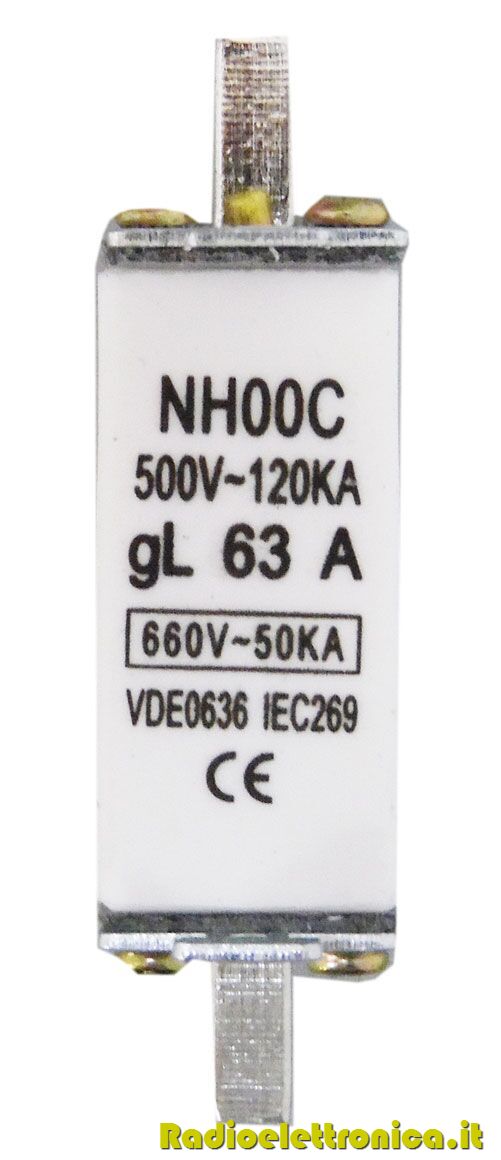 NH00C
500V~120KA
gL 63 A
660V~50KA
VDE0636 IEC269
CE
Radioelettronica.it